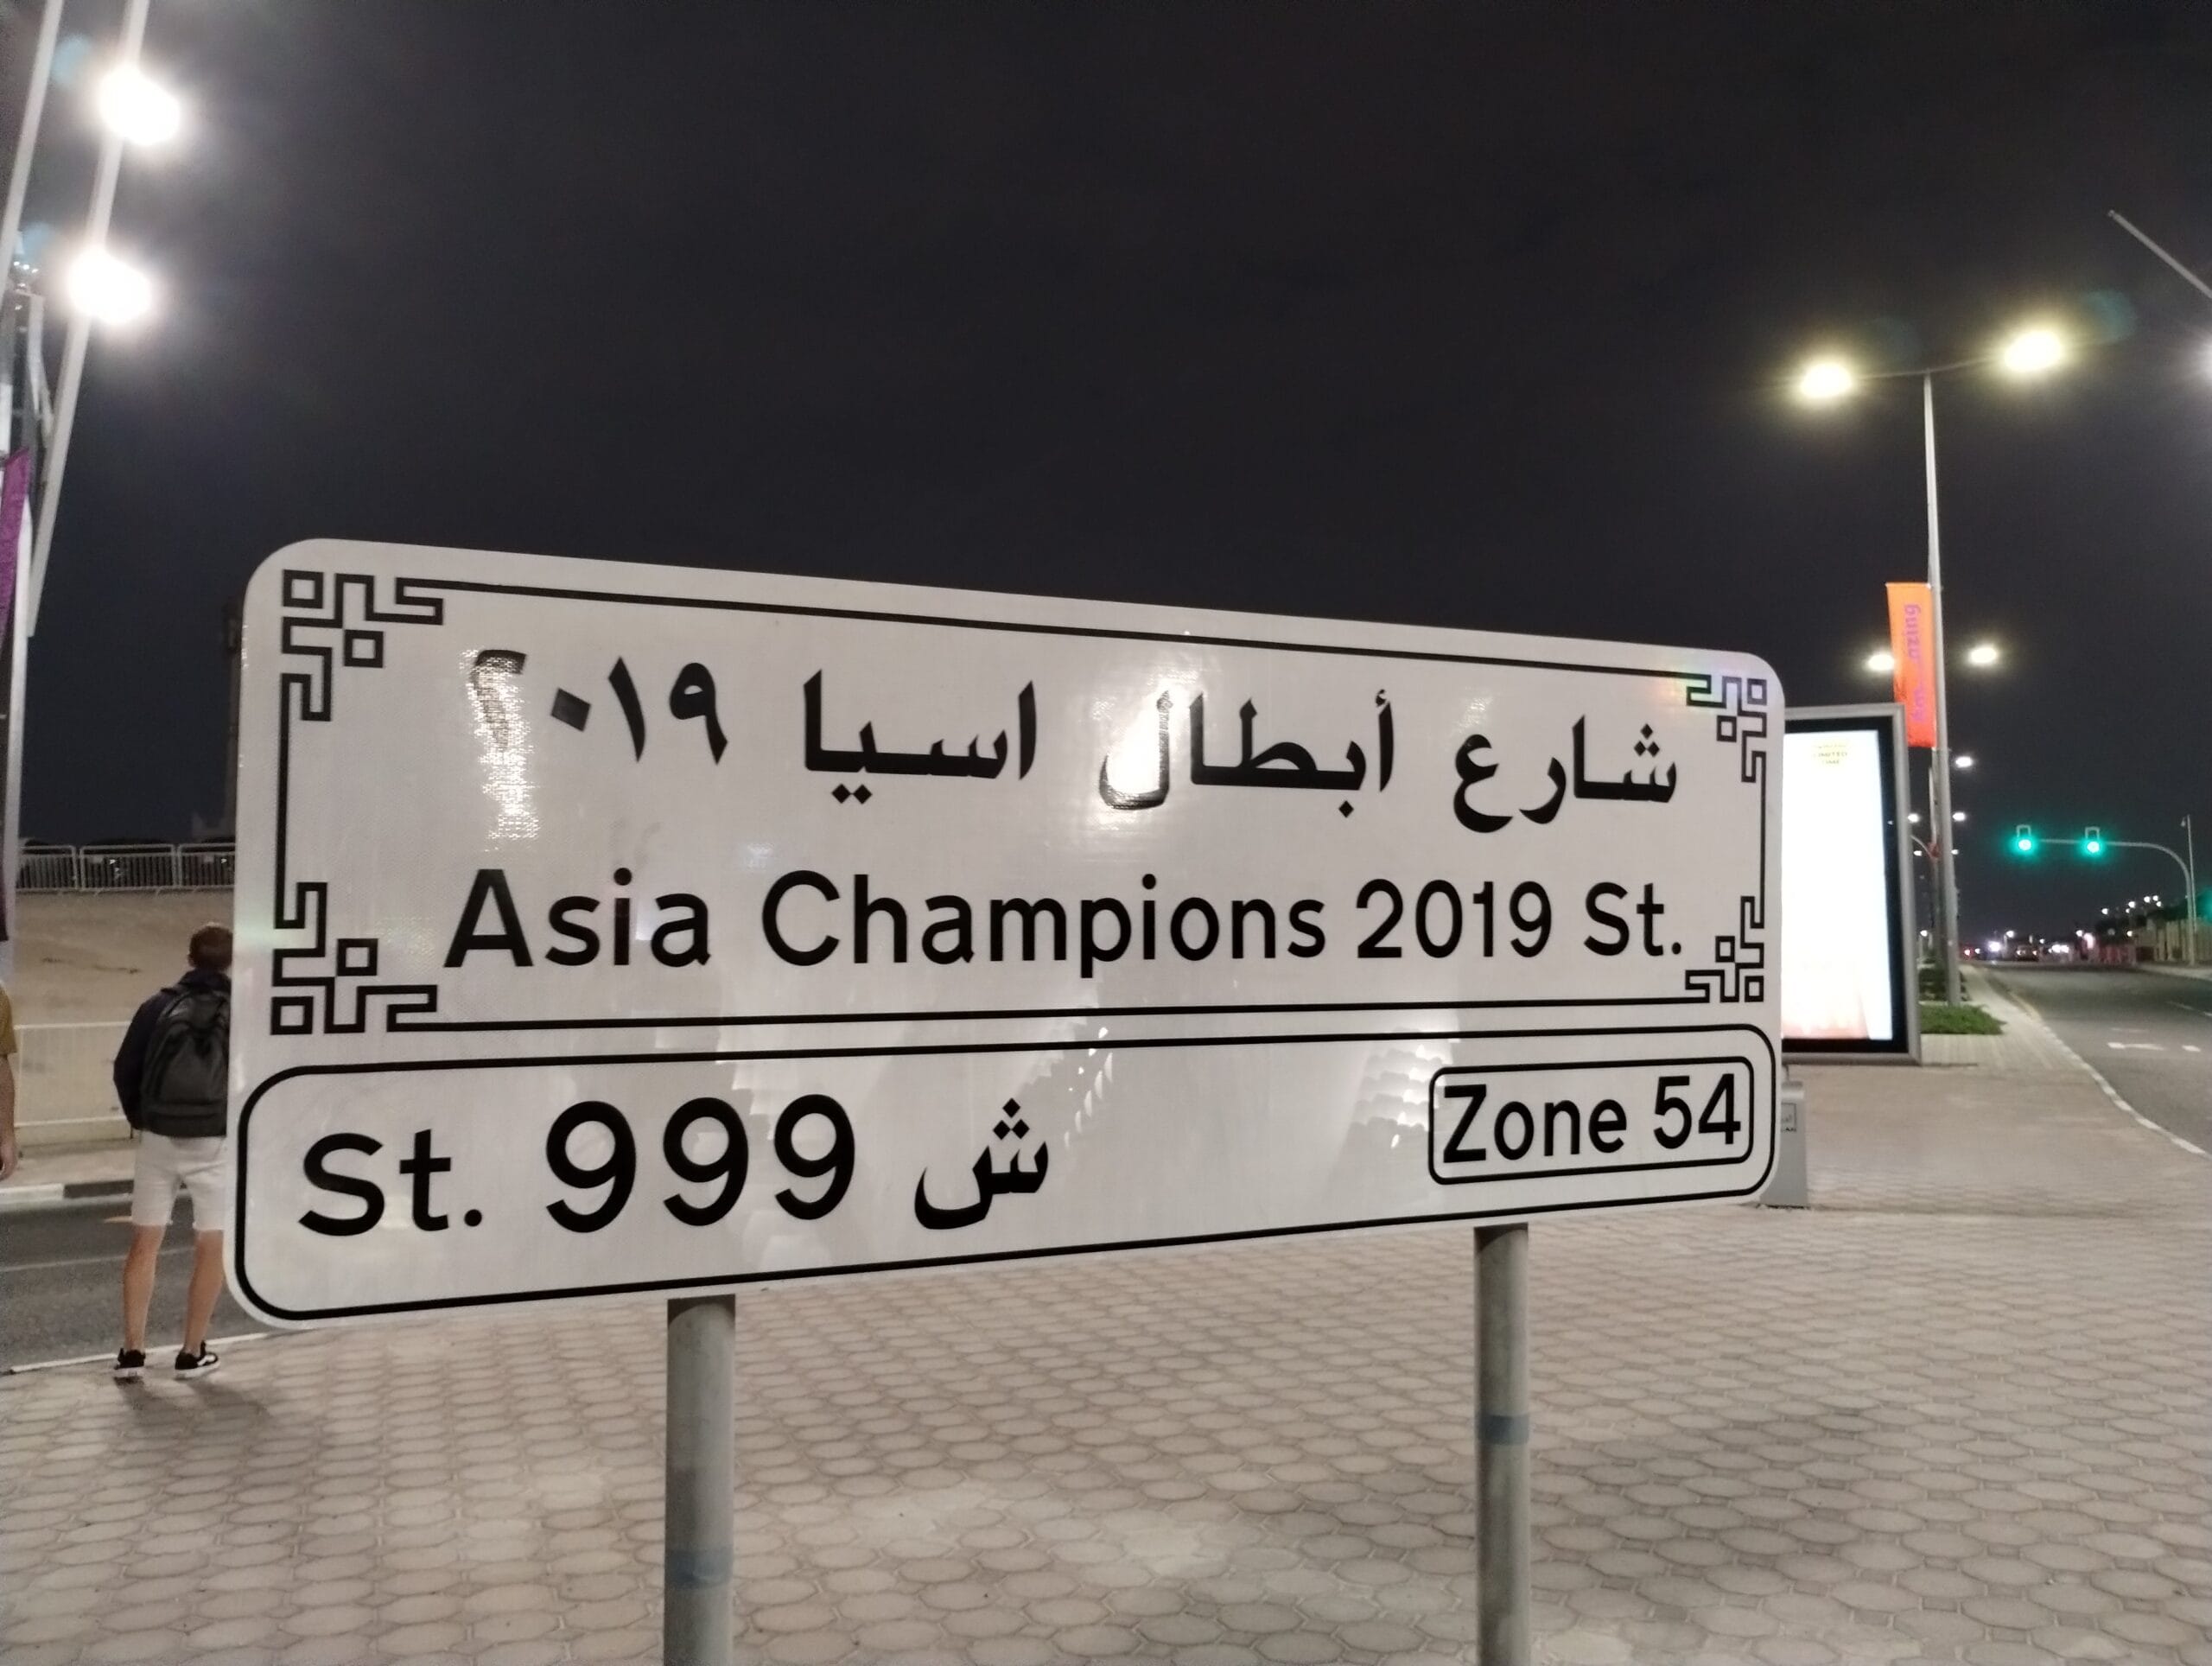 شارع أبطال اسيا ٢٠١٩
Asia Champions 2019 St.
St. 999 ش
Zone 54